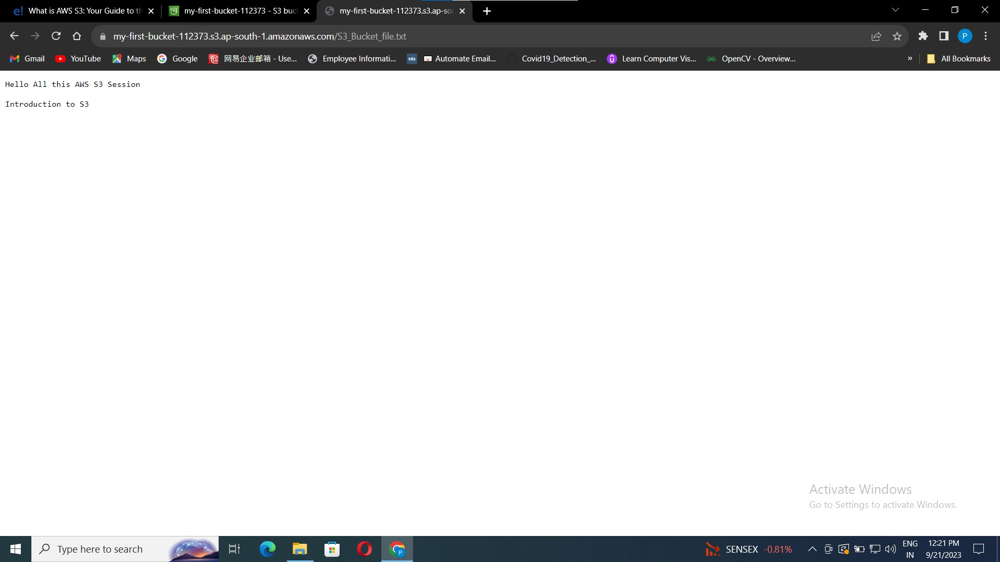 What is AWS S3: Your Guide to th
my-first-bucket-112373 - S3 buc
my-first-bucket-112373.s3.ap-sou
my-first-bucket-112373.s3.ap-south-1.amazonaws.com/S3_Bucket_file.txt
P
Gmail
YouTube
Maps
Google
网易企业邮箱 - Use...
Employee Informati...
tds
Automate Email...
Covid19_Detection_...
Learn Computer Vis...
OpenCV - Overview...
»
All Bookmarks
Hello All this AWS S3 Session
Introduction to S3
Activate Windows
Go to Settings to activate Windows.
Type here to search
SENSEX -0.81%
ENG
IN
12:21 PM
9/21/2023